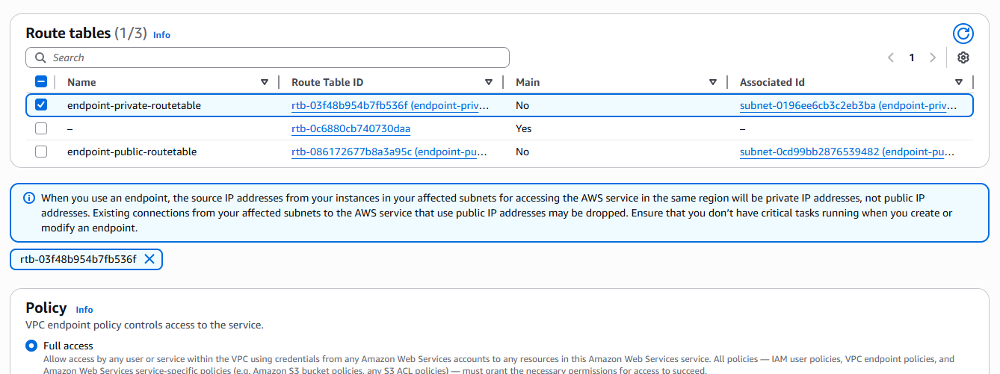 Route tables (1/3) Info
Search
1
Name Route Table ID Main Associated Id
endpoint-private-routetable rtb-03f48b954b7fb536f (endpoint-priv… No subnet-0196ee6cb3c2eb3ba (endpoint-priv…
– rtb-0c6880cb740730daa Yes –
endpoint-public-routetable rtb-086172677b8a3a95c (endpoint-pu… No subnet-0cd99bb2876539482 (endpoint-pu…
When you use an endpoint, the source IP addresses from your instances in your affected subnets for accessing the AWS service in the same region will be private IP addresses, not public IP
addresses. Existing connections from your affected subnets to the AWS service that use public IP addresses may be dropped. Ensure that you don’t have critical tasks running when you create or
modify an endpoint.
rtb-03f48b954b7fb536f
Policy Info
VPC endpoint policy controls access to the service.
Full access
Allow access by any user or service within the VPC using credentials from any Amazon Web Services accounts to any resources in this Amazon Web Services service. All policies — IAM user policies, VPC endpoint policies, and
Amazon Web Services service-specific policies (e.g. Amazon S3 bucket policies, any S3 ACL policies) — must grant the necessary permissions for access to succeed.